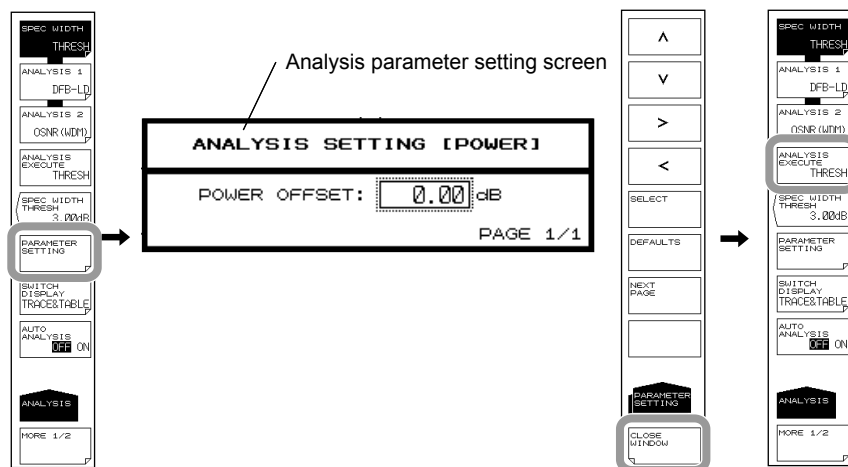 SPEC WIDTH
THRESH
ANALYSIS 1
DFB-LD
ANALYSIS 2
OSNR(WDM)
ANALYSIS
EXECUTE
THRESH
SPEC WIDTH
THRESH
3.00dB
PARAMETER
SETTING
SWITCH
DISPLAY
TRACE&TABLE
AUTO
ANALYSIS
OFF ON
ANALYSIS
MORE 1/2
Analysis parameter setting screen
ANALYSIS SETTING [POWER]
POWER OFFSET: 0.00 dB
PAGE 1/1
∧
∨
>
<
SELECT
DEFAULTS
NEXT
PAGE
PARAMETER
SETTING
CLOSE
WINDOW
SPEC WIDTH
THRESH
ANALYSIS 1
DFB-LD
ANALYSIS 2
OSNR(WDM)
ANALYSIS
EXECUTE
THRESH
SPEC WIDTH
THRESH
3.00dB
PARAMETER
SETTING
SWITCH
DISPLAY
TRACE&TABLE
AUTO
ANALYSIS
OFF ON
ANALYSIS
MORE 1/2